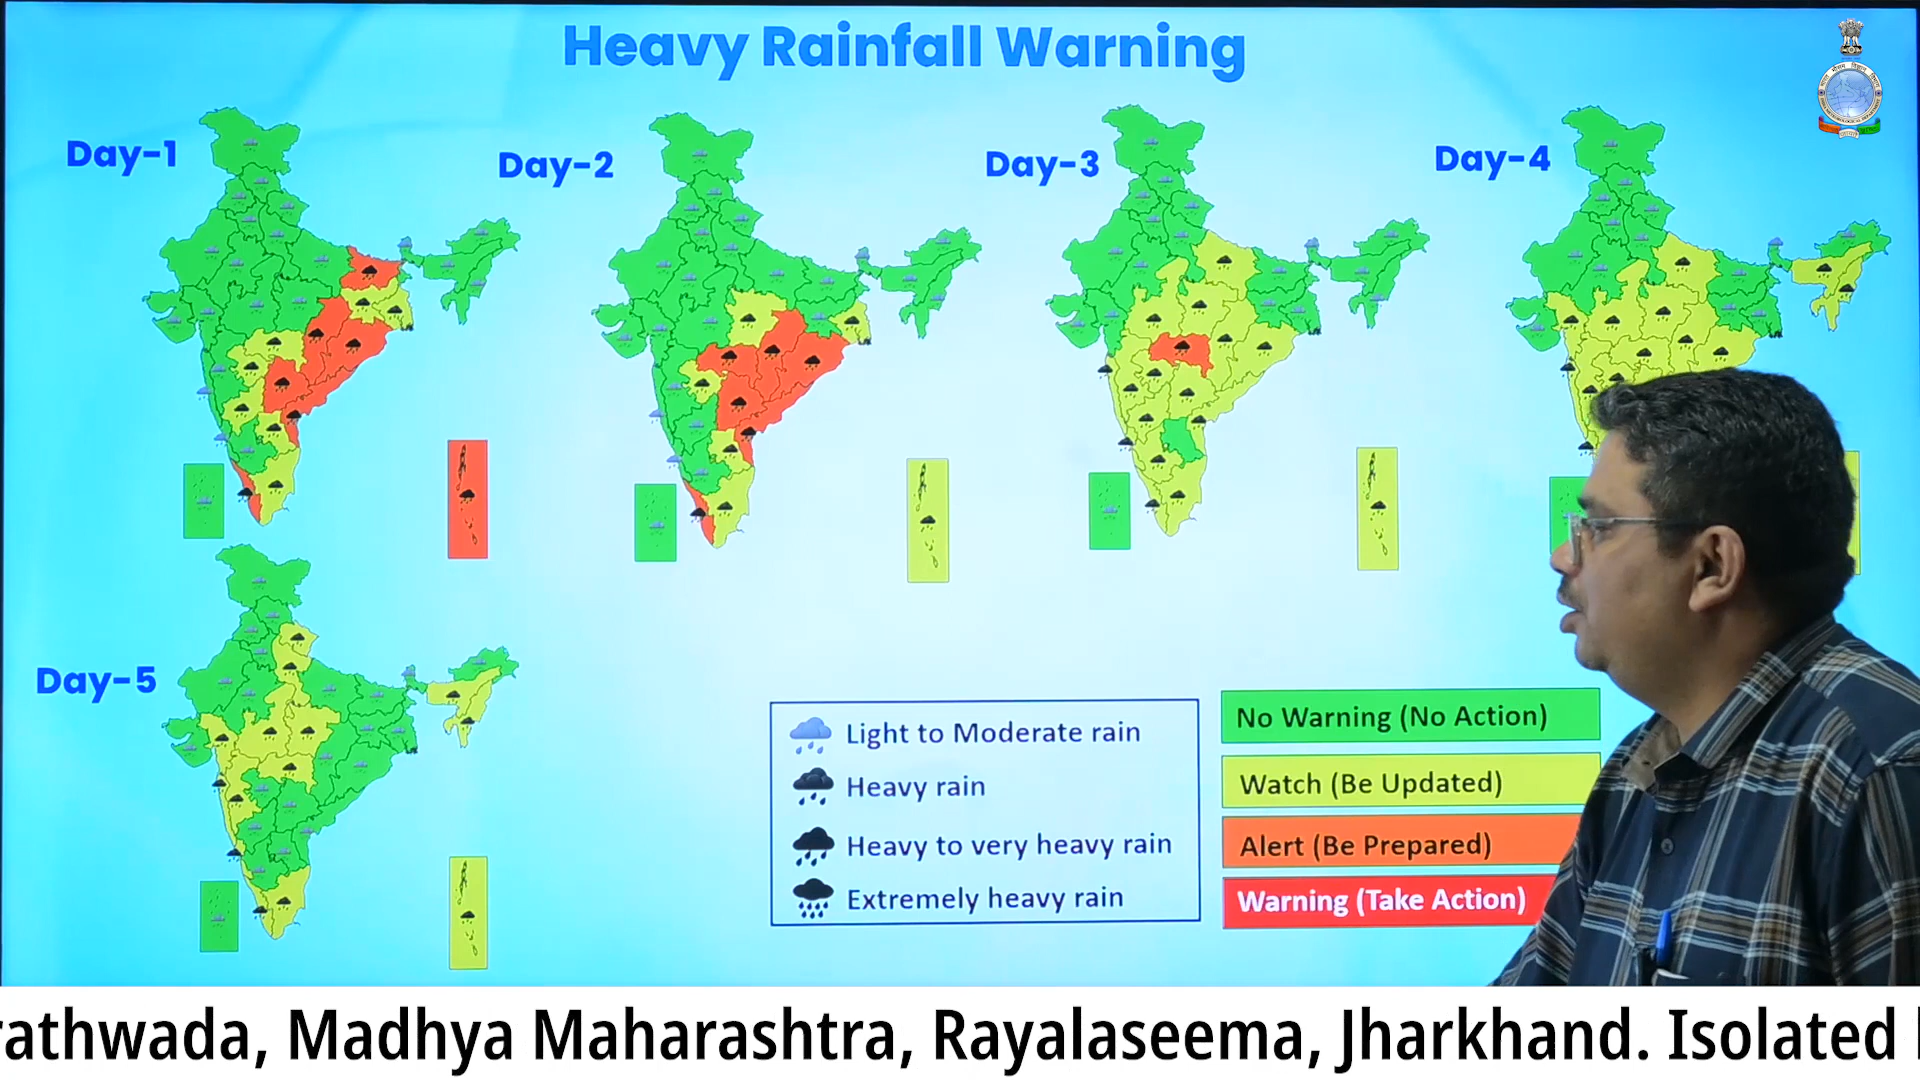 Heavy Rainfall Warning
Day-1
Day-2
Day-3
Day-4
Day-5
Light to Moderate rain
Heavy rain
Heavy to very heavy rain
Extremely heavy rain
No Warning (No Action)
Watch (Be Updated)
Alert (Be Prepared)
Warning (Take Action)
rathwada, Madhya Maharashtra, Rayalaseema, Jharkhand. Isolated